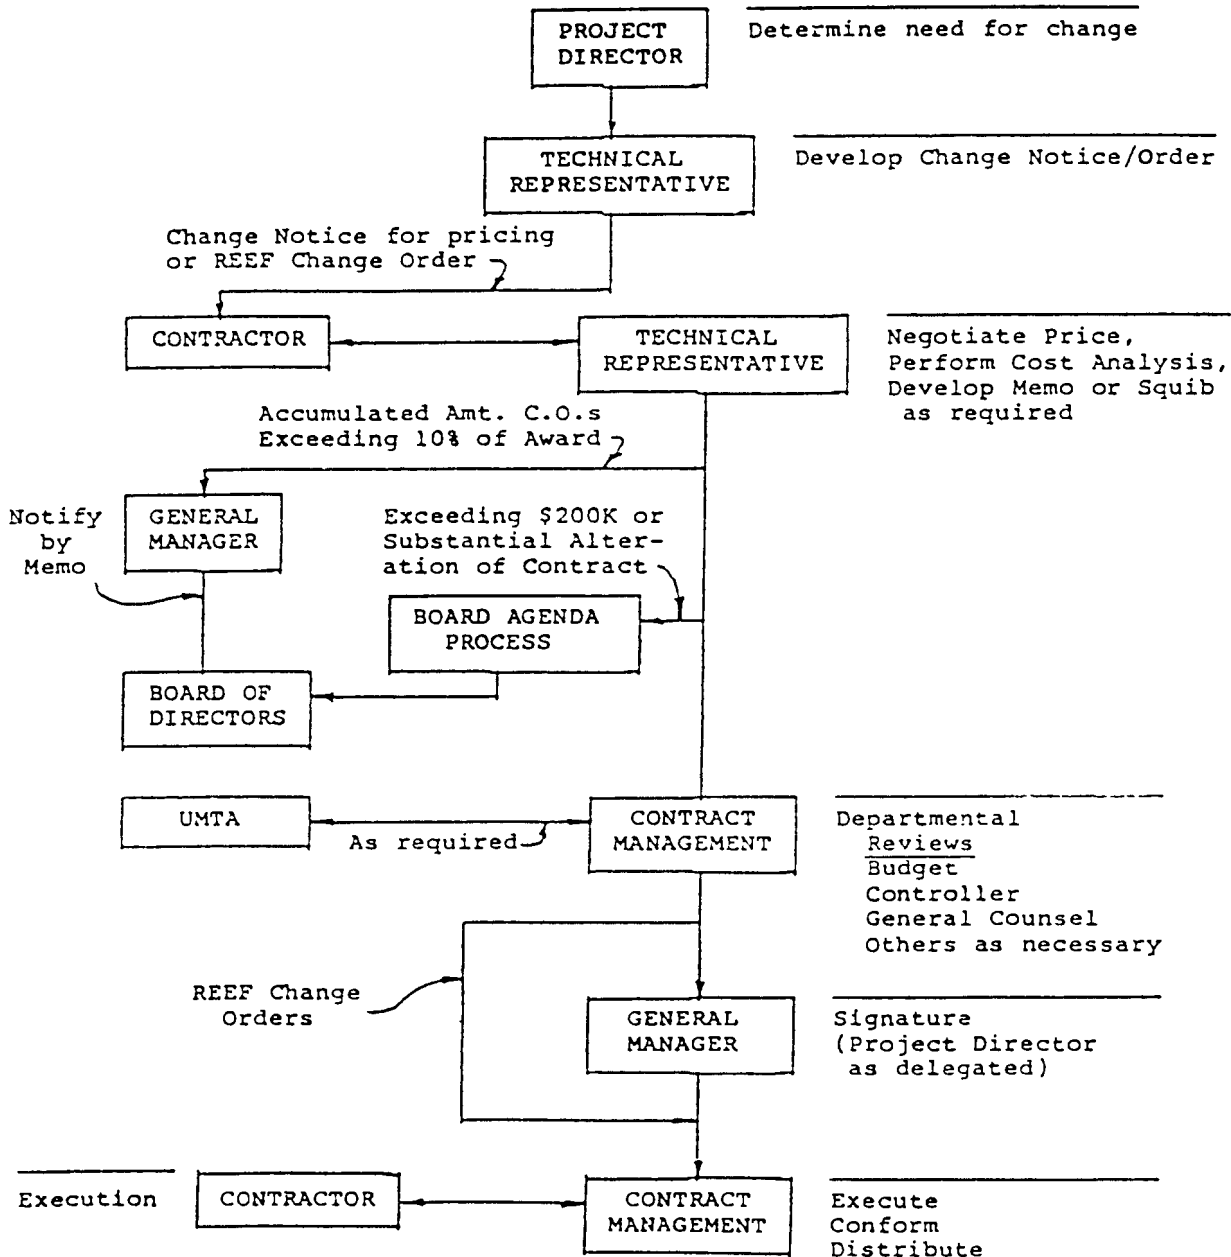 PROJECT
DIRECTOR
Determine need for change
TECHNICAL
REPRESENTATIVE
Develop Change Notice/Order
Change Notice for pricing
or REEF Change Order
CONTRACTOR
TECHNICAL
REPRESENTATIVE
Negotiate Price,
Perform Cost Analysis,
Develop Memo or Squib
as required
Accumulated Amt. C.O.s
Exceeding 10% of Award
Notify
by
Memo
GENERAL
MANAGER
Exceeding $200K or
Substantial Alter-
ation of Contract
BOARD AGENDA
PROCESS
BOARD OF
DIRECTORS
UMTA
As required
CONTRACT
MANAGEMENT
Departmental
Reviews
Budget
Controller
General Counsel
Others as necessary
REEF Change
Orders
GENERAL
MANAGER
Signature
(Project Director
as delegated)
Execution
CONTRACTOR
CONTRACT
MANAGEMENT
Execute
Conform
Distribute